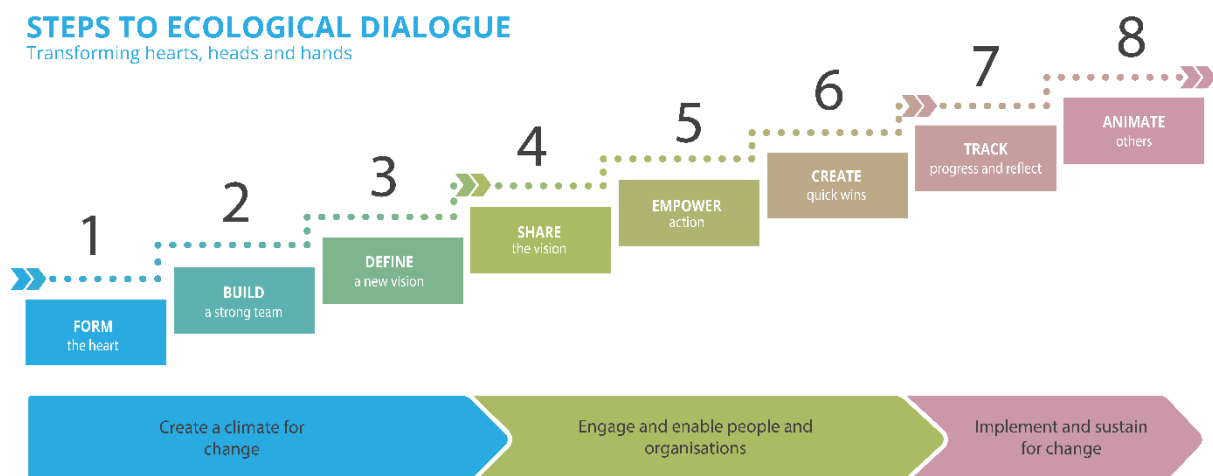 STEPS TO ECOLOGICAL DIALOGUE
Transforming hearts, heads and hands
1
FORM
the heart
2
BUILD
a strong team
3
DEFINE
a new vision
4
SHARE
the vision
5
EMPOWER
action
6
CREATE
quick wins
7
TRACK
progress and reflect
8
ANIMATE
others
Create a climate for
change
Engage and enable people and
organisations
Implement and sustain
for change